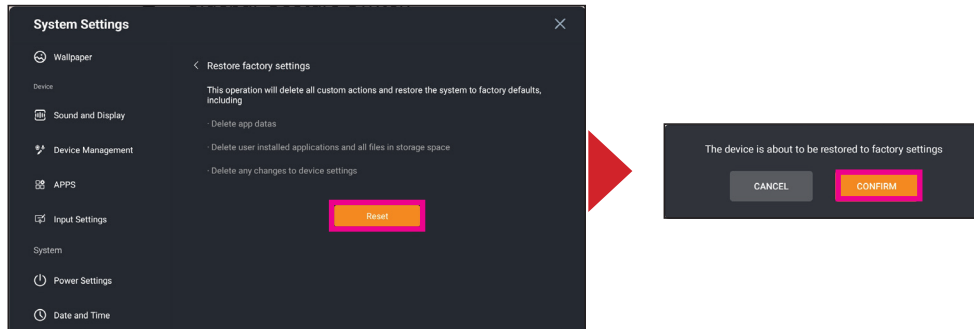 System Settings
Wallpaper
Restore factory settings
Device
This operation will delete all custom actions and restore the system to factory defaults,
including
Sound and Display
· Delete app datas
Device Management
· Delete user installed applications and all files in storage space
· Delete any changes to device settings
APPS
Input Settings
Reset
System
Power Settings
Date and Time
The device is about to be restored to factory settings
CANCEL
CONFIRM